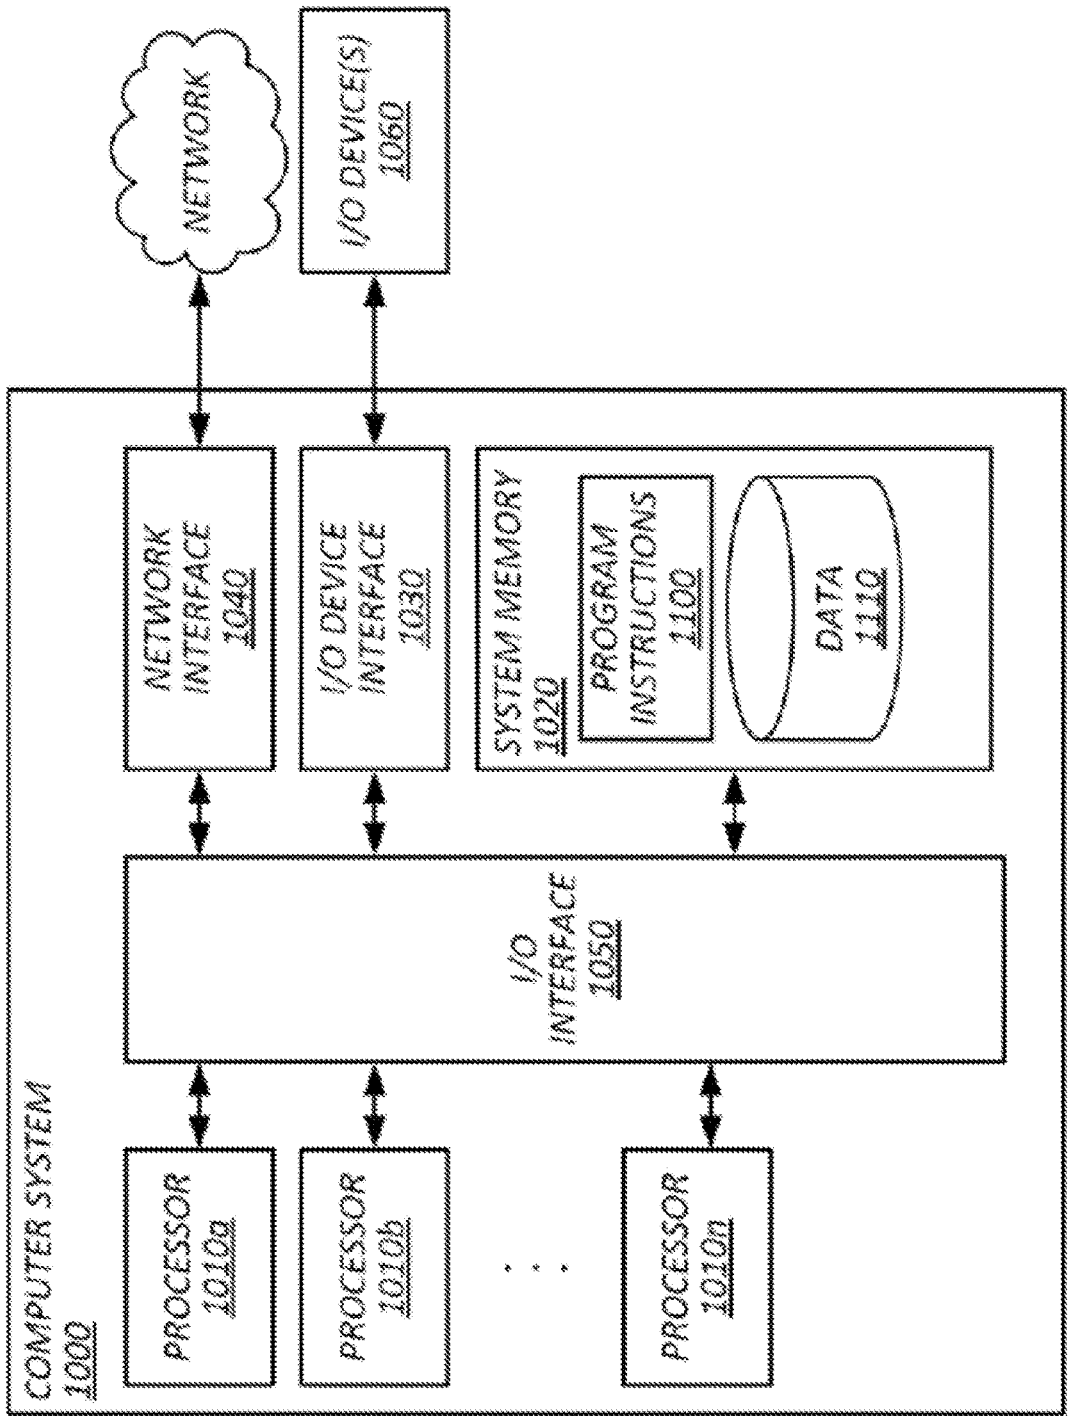 COMPUTER SYSTEM
1000
PROCESSOR
1010a
PROCESSOR
1010b
. . .
PROCESSOR
1010n
I/O
INTERFACE
1050
NETWORK
INTERFACE
1040
I/O DEVICE
INTERFACE
1030
SYSTEM MEMORY
1020
PROGRAM
INSTRUCTIONS
1100
DATA
1110
NETWORK
I/O DEVICE(S)
1060